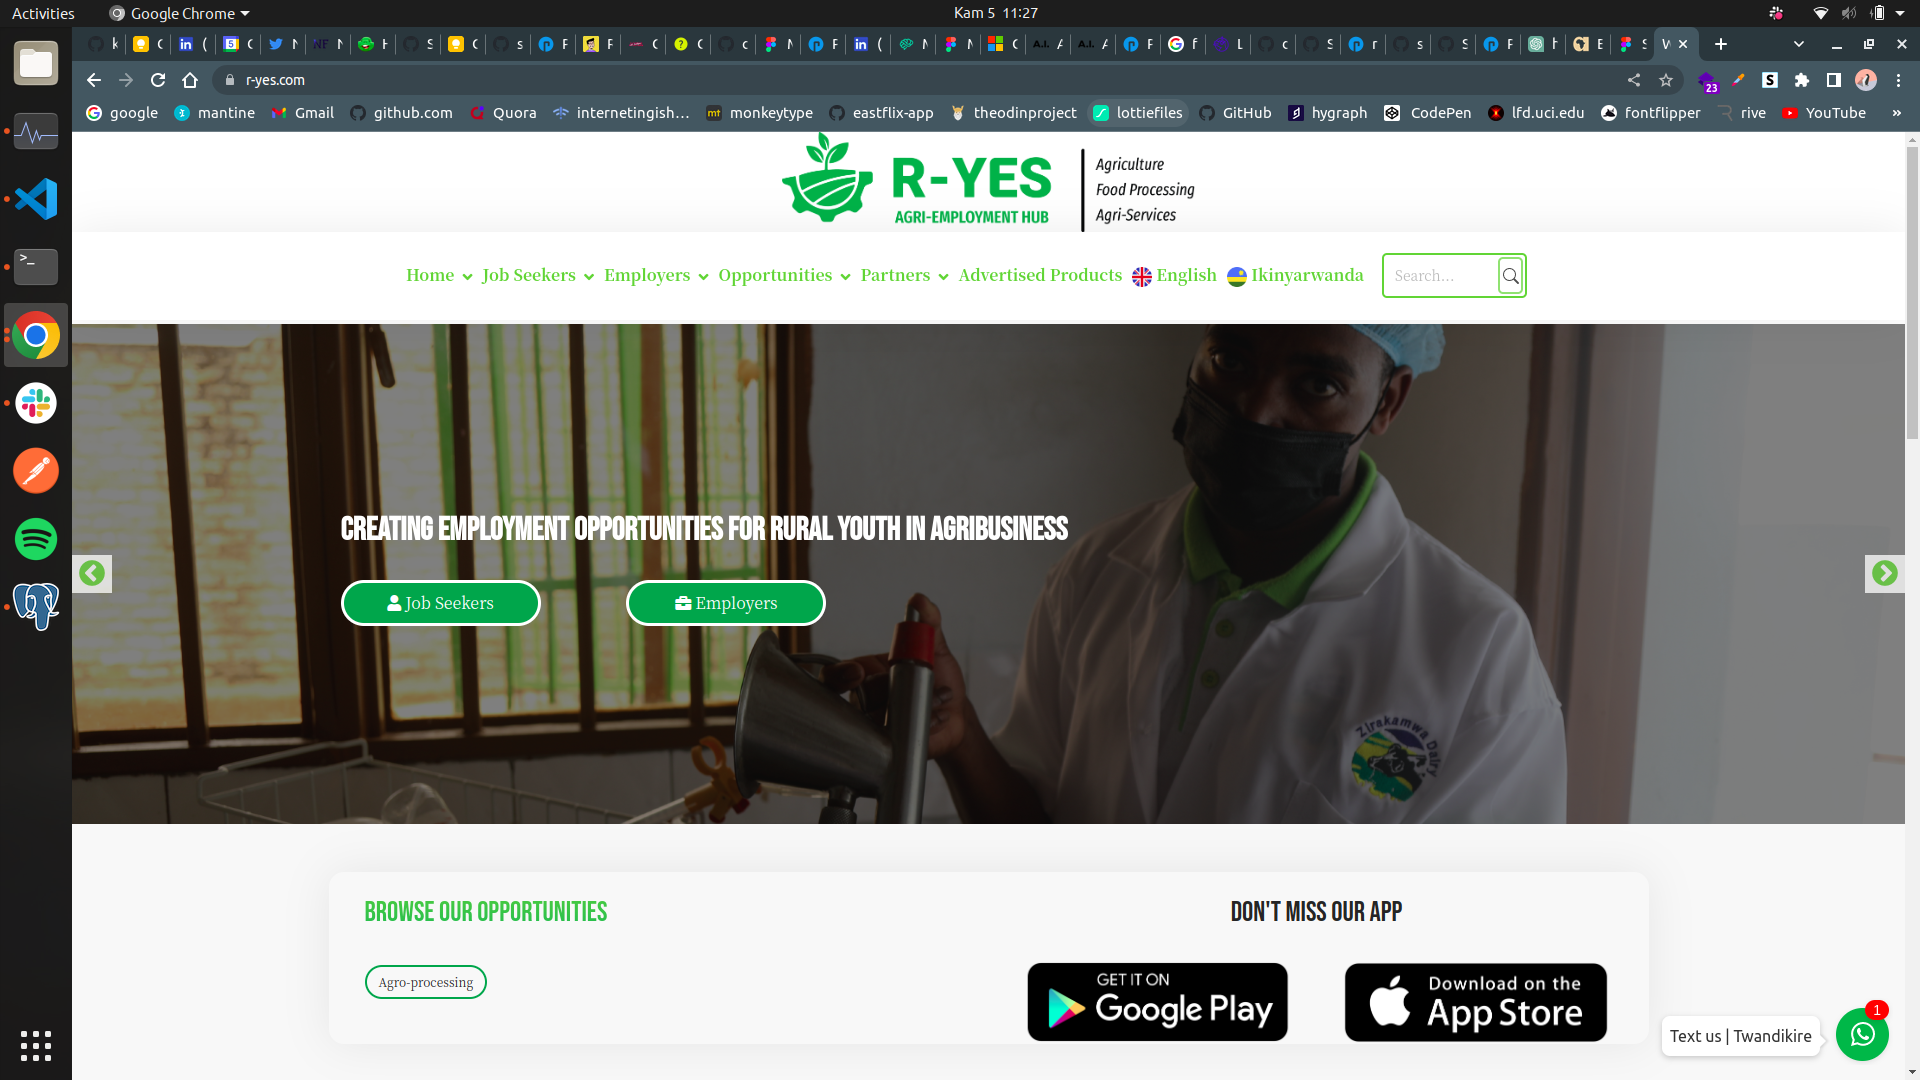 Activities
Google Chrome
Kam 5 11:27
r-yes.com
23
google
mantine
Gmail
github.com
Quora
internetingish...
monkeytype
eastflix-app
theodinproject
lottiefiles
GitHub
hygraph
CodePen
lfd.uci.edu
fontflipper
rive
YouTube
»
R-YES
AGRI-EMPLOYMENT HUB
Agriculture
Food Processing
Agri-Services
Home
Job Seekers
Employers
Opportunities
Partners
Advertised Products
English
Ikinyarwanda
Search...
CREATING EMPLOYMENT OPPORTUNITIES FOR RURAL YOUTH IN AGRIBUSINESS
Job Seekers
Employers
Zirakamwa Dairy
BROWSE OUR OPPORTUNITIES
Agro-processing
DON'T MISS OUR APP
GET IT ON
Google Play
Download on the
App Store
Text us | Twandikire
1